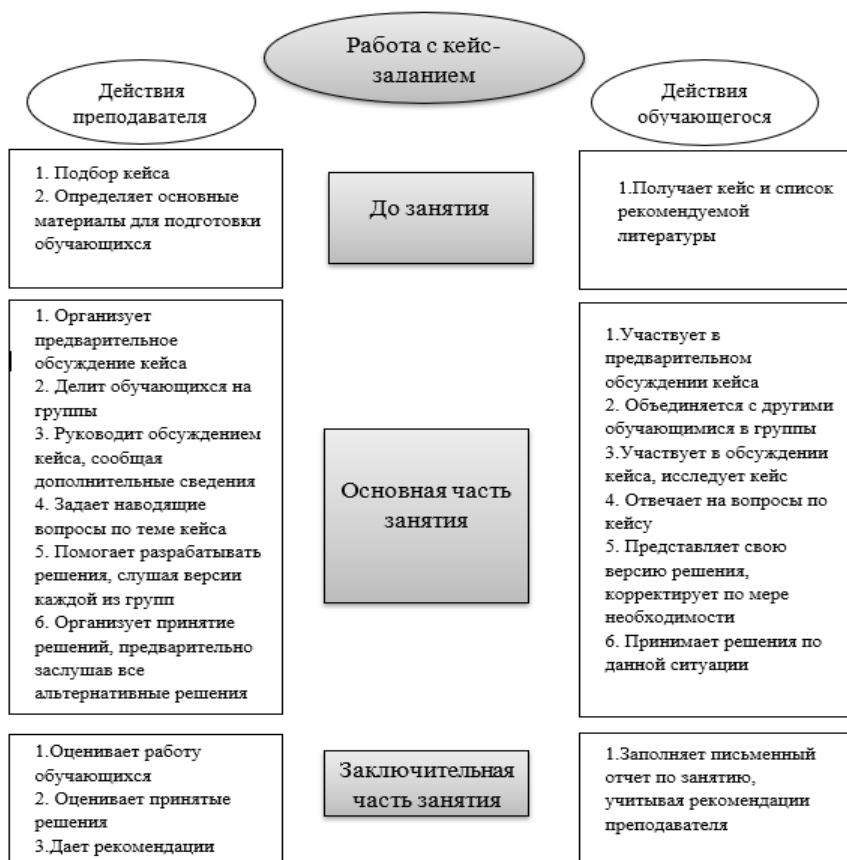 Работа с кейс-
заданием
Действия
преподавателя
Действия
обучающегося
1. Подбор кейса
2. Определяет основные
материалы для подготовки
обучающихся
До занятия
1.Получает кейс и список
рекомендуемой
литературы
1. Организует
предварительное
обсуждение кейса
2. Делит обучающихся на
группы
3. Руководит обсуждением
кейса, сообщая
дополнительные сведения
4. Задает наводящие
вопросы по теме кейса
5. Помогает разрабатывать
решения, слушая версии
каждой из групп
6. Организует принятие
решений, предварительно
заслушав все
альтернативные решения
Основная часть
занятия
1.Участвует в
предварительном
обсуждении кейса
2. Объединяется с другими
обучающимися в группы
3.Участвует в обсуждении
кейса, исследует кейс
4. Отвечает на вопросы по
кейсу
5. Представляет свою
версию решения,
корректирует по мере
необходимости
6. Принимает решения по
данной ситуации
1.Оценивает работу
обучающихся
2. Оценивает принятые
решения
3.Дает рекомендации
Заключительная
часть занятия
1.Заполняет письменный
отчет по занятию,
учитывая рекомендации
преподавателя